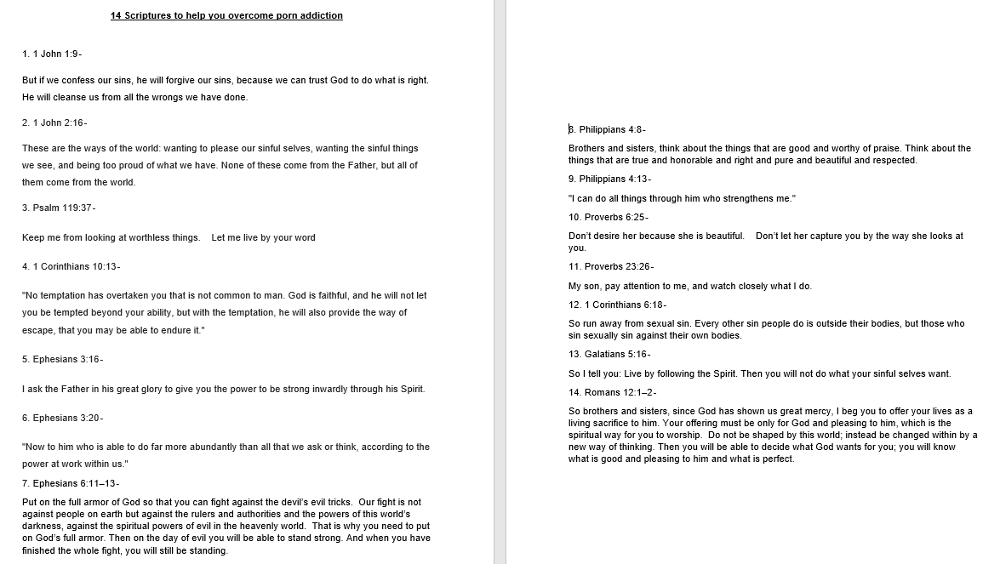 14 Scriptures to help you overcome porn addiction
1. 1 John 1:9-
But if we confess our sins, he will forgive our sins, because we can trust God to do what is right.
He will cleanse us from all the wrongs we have done.
2. 1 John 2:16-
These are the ways of the world: wanting to please our sinful selves, wanting the sinful things
we see, and being too proud of what we have. None of these come from the Father, but all of
them come from the world.
3. Psalm 119:37-
Keep me from looking at worthless things.    Let me live by your word
4. 1 Corinthians 10:13-
"No temptation has overtaken you that is not common to man. God is faithful, and he will not let
you be tempted beyond your ability, but with the temptation, he will also provide the way of
escape, that you may be able to endure it."
5. Ephesians 3:16-
I ask the Father in his great glory to give you the power to be strong inwardly through his Spirit.
6. Ephesians 3:20-
"Now to him who is able to do far more abundantly than all that we ask or think, according to the
power at work within us."
7. Ephesians 6:11–13-
Put on the full armor of God so that you can fight against the devil's evil tricks.  Our fight is not
against people on earth but against the rulers and authorities and the powers of this world's
darkness, against the spiritual powers of evil in the heavenly world.  That is why you need to put
on God's full armor. Then on the day of evil you will be able to stand strong. And when you have
finished the whole fight, you will still be standing.
8. Philippians 4:8-
Brothers and sisters, think about the things that are good and worthy of praise. Think about the
things that are true and honorable and right and pure and beautiful and respected.
9. Philippians 4:13-
"I can do all things through him who strengthens me."
10. Proverbs 6:25-
Don't desire her because she is beautiful.    Don't let her capture you by the way she looks at
you.
11. Proverbs 23:26-
My son, pay attention to me, and watch closely what I do.
12. 1 Corinthians 6:18-
So run away from sexual sin. Every other sin people do is outside their bodies, but those who
sin sexually sin against their own bodies.
13. Galatians 5:16-
So I tell you: Live by following the Spirit. Then you will not do what your sinful selves want.
14. Romans 12:1–2-
So brothers and sisters, since God has shown us great mercy, I beg you to offer your lives as a
living sacrifice to him. Your offering must be only for God and pleasing to him, which is the
spiritual way for you to worship.  Do not be shaped by this world; instead be changed within by a
new way of thinking. Then you will be able to decide what God wants for you; you will know
what is good and pleasing to him and what is perfect.